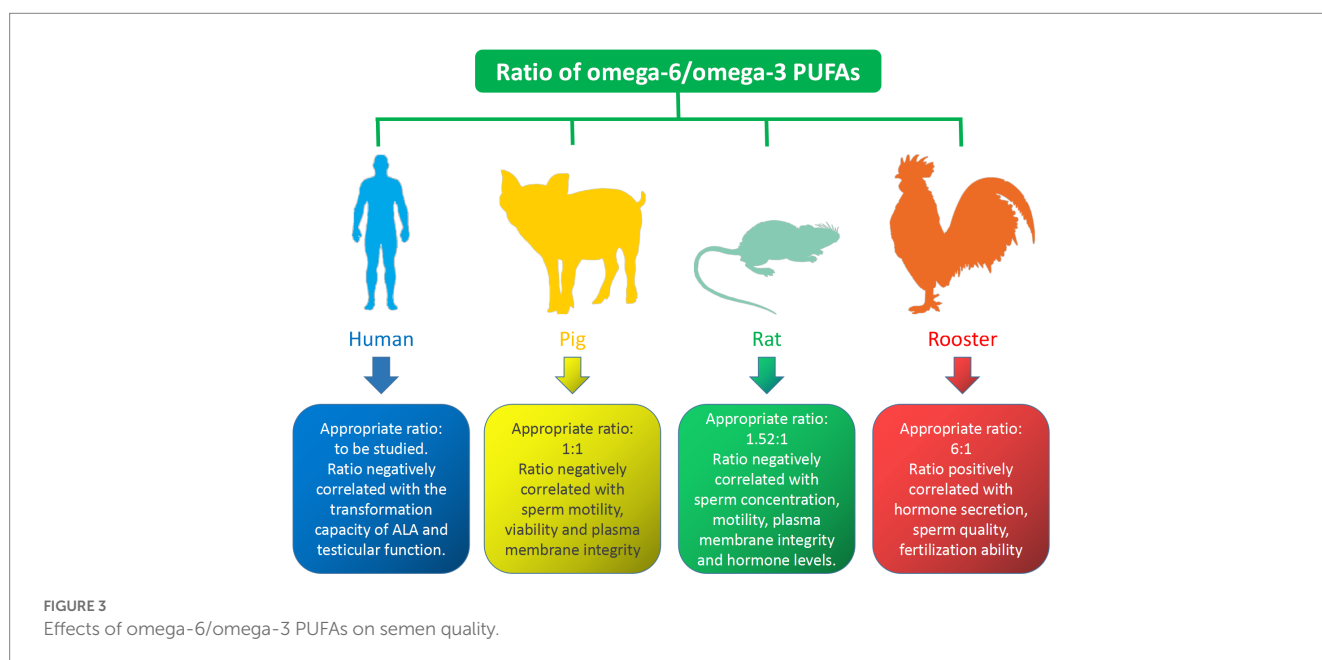 Ratio of omega-6/omega-3 PUFAs
Human
Pig
Rat
Rooster
Appropriate ratio:
to be studied.
Ratio negatively
correlated with the
transformation
capacity of ALA and
testicular function.
Appropriate ratio:
1:1
Ratio negatively
correlated with
sperm motility,
viability and plasma
membrane integrity
Appropriate ratio:
1.52:1
Ratio negatively
correlated with
sperm concentration,
motility, plasma
membrane integrity
and hormone levels.
Appropriate ratio:
6:1
Ratio positively
correlated with
hormone secretion,
sperm quality,
fertilization ability
FIGURE 3
Effects of omega-6/omega-3 PUFAs on semen quality.